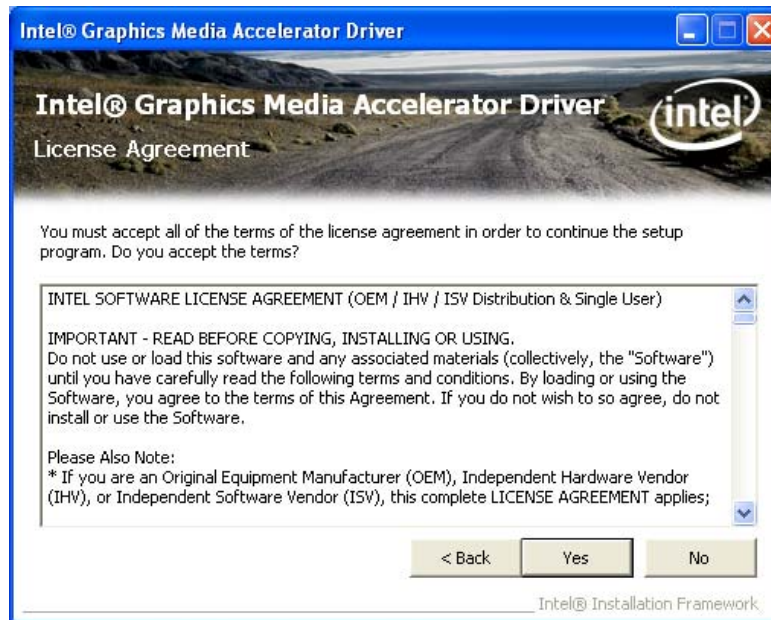 Intel® Graphics Media Accelerator Driver
Intel® Graphics Media Accelerator Driver
intel
License Agreement
You must accept all of the terms of the license agreement in order to continue the setup
program. Do you accept the terms?
INTEL SOFTWARE LICENSE AGREEMENT (OEM / IHV / ISV Distribution & Single User)
IMPORTANT - READ BEFORE COPYING, INSTALLING OR USING.
Do not use or load this software and any associated materials (collectively, the "Software")
until you have carefully read the following terms and conditions. By loading or using the
Software, you agree to the terms of this Agreement. If you do not wish to so agree, do not
install or use the Software.
Please Also Note:
* If you are an Original Equipment Manufacturer (OEM), Independent Hardware Vendor
(IHV), or Independent Software Vendor (ISV), this complete LICENSE AGREEMENT applies;
< Back Yes No
Intel® Installation Framework